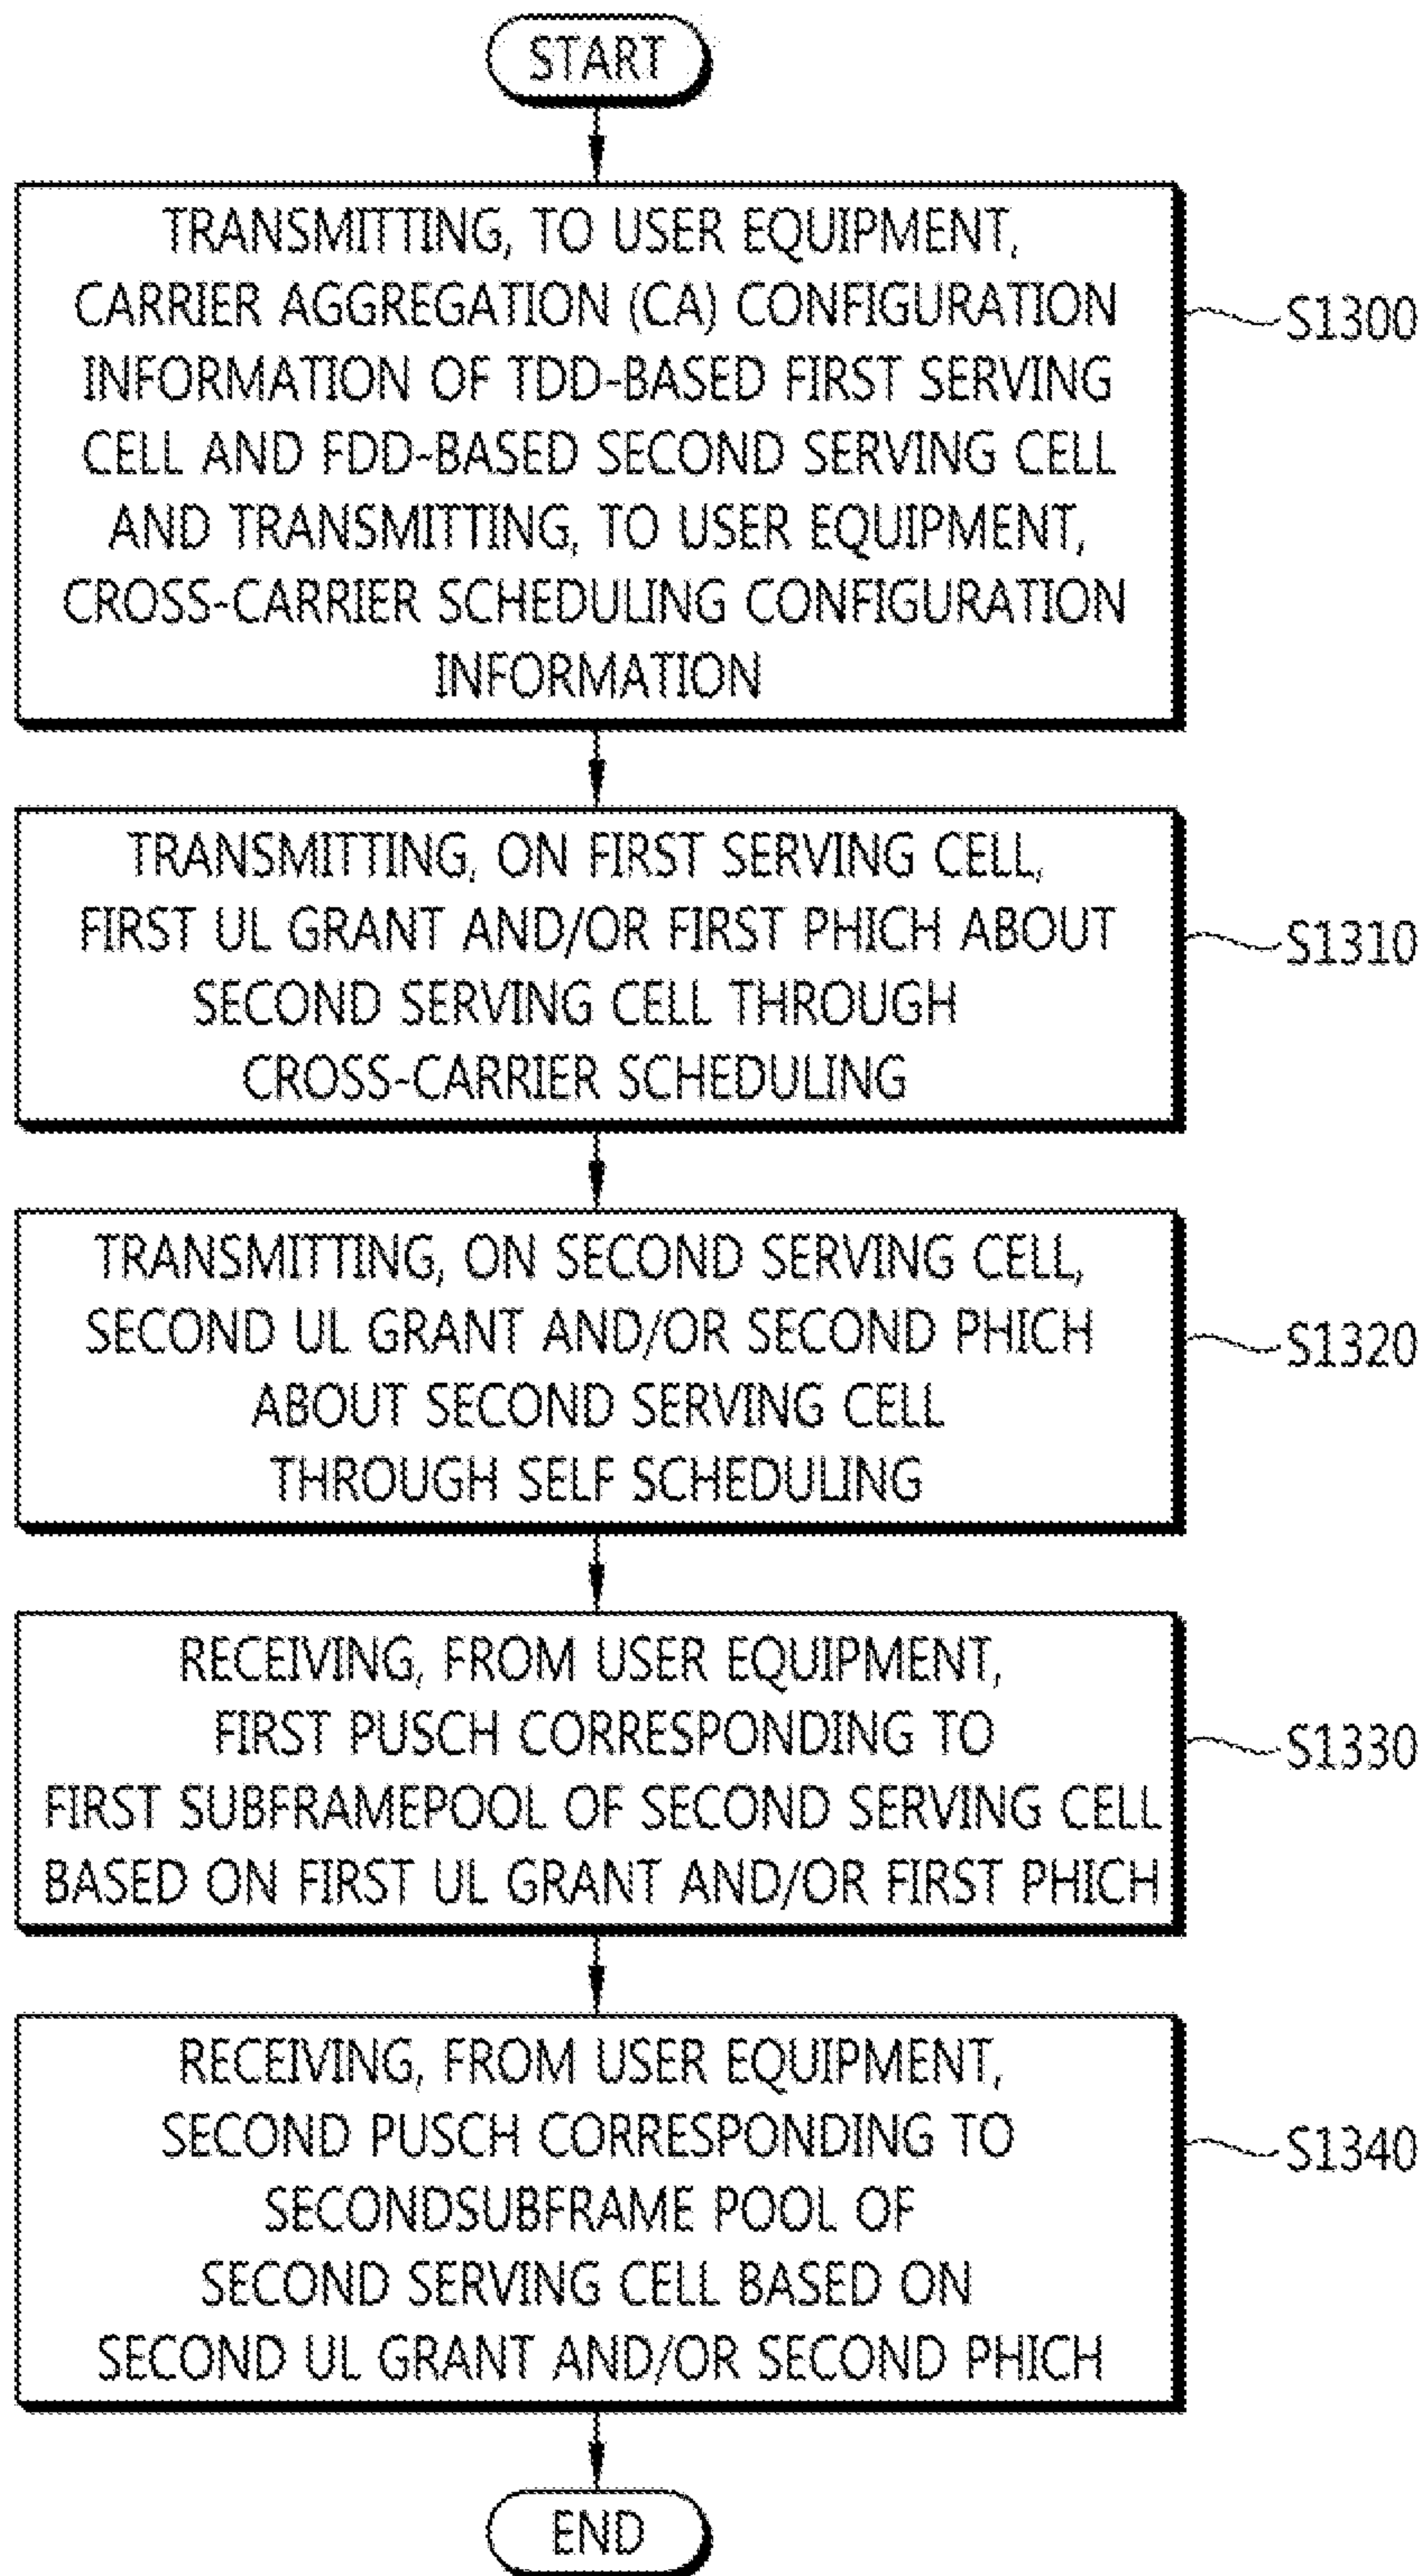 START
TRANSMITTING, TO USER EQUIPMENT,
CARRIER AGGREGATION (CA) CONFIGURATION
INFORMATION OF TDD-BASED FIRST SERVING
CELL AND FDD-BASED SECOND SERVING CELL
AND TRANSMITTING, TO USER EQUIPMENT,
CROSS-CARRIER SCHEDULING CONFIGURATION
INFORMATION
S1300
TRANSMITTING, ON FIRST SERVING CELL,
FIRST UL GRANT AND/OR FIRST PHICH ABOUT
SECOND SERVING CELL THROUGH
CROSS-CARRIER SCHEDULING
S1310
TRANSMITTING, ON SECOND SERVING CELL,
SECOND UL GRANT AND/OR SECOND PHICH
ABOUT SECOND SERVING CELL
THROUGH SELF SCHEDULING
S1320
RECEIVING, FROM USER EQUIPMENT,
FIRST PUSCH CORRESPONDING TO
FIRST SUBFRAMEPOOL OF SECOND SERVING CELL
BASED ON FIRST UL GRANT AND/OR FIRST PHICH
S1330
RECEIVING, FROM USER EQUIPMENT,
SECOND PUSCH CORRESPONDING TO
SECONDSUBFRAME POOL OF
SECOND SERVING CELL BASED ON
SECOND UL GRANT AND/OR SECOND PHICH
S1340
END